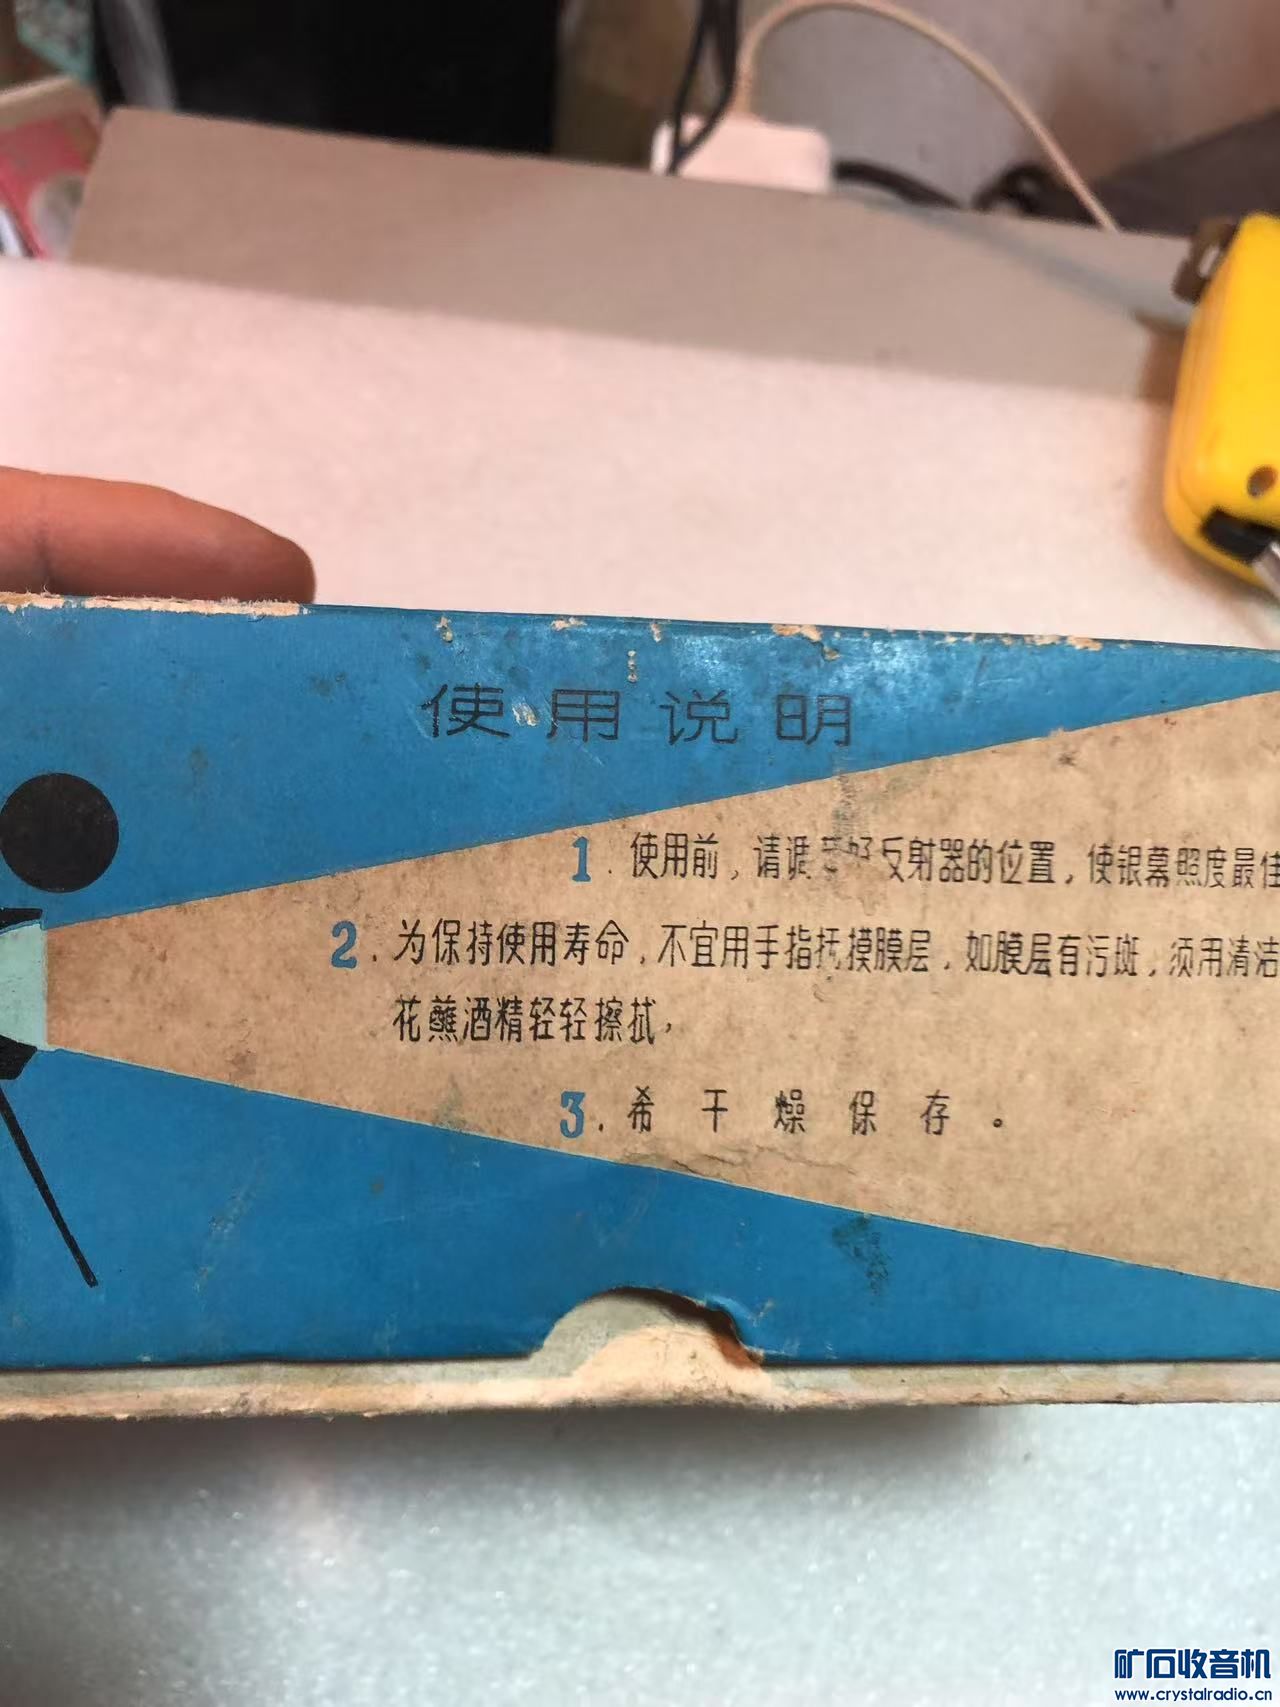 使用说明
1. 使用前，请调 好反射器的位置，使银幕照度最佳
2. 为保持使用寿命，不宜用手指抚摸膜层，如膜层有污斑，须用清洁
花蘸酒精轻轻擦拭，
3. 希干燥保存。
矿石收音机
www.crystalradio.cn